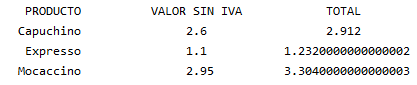 PRODUCTO VALOR SIN IVA TOTAL
Capuchino 2.6 2.912
Expresso 1.1 1.2320000000000002
Mocaccino 2.95 3.3040000000000003